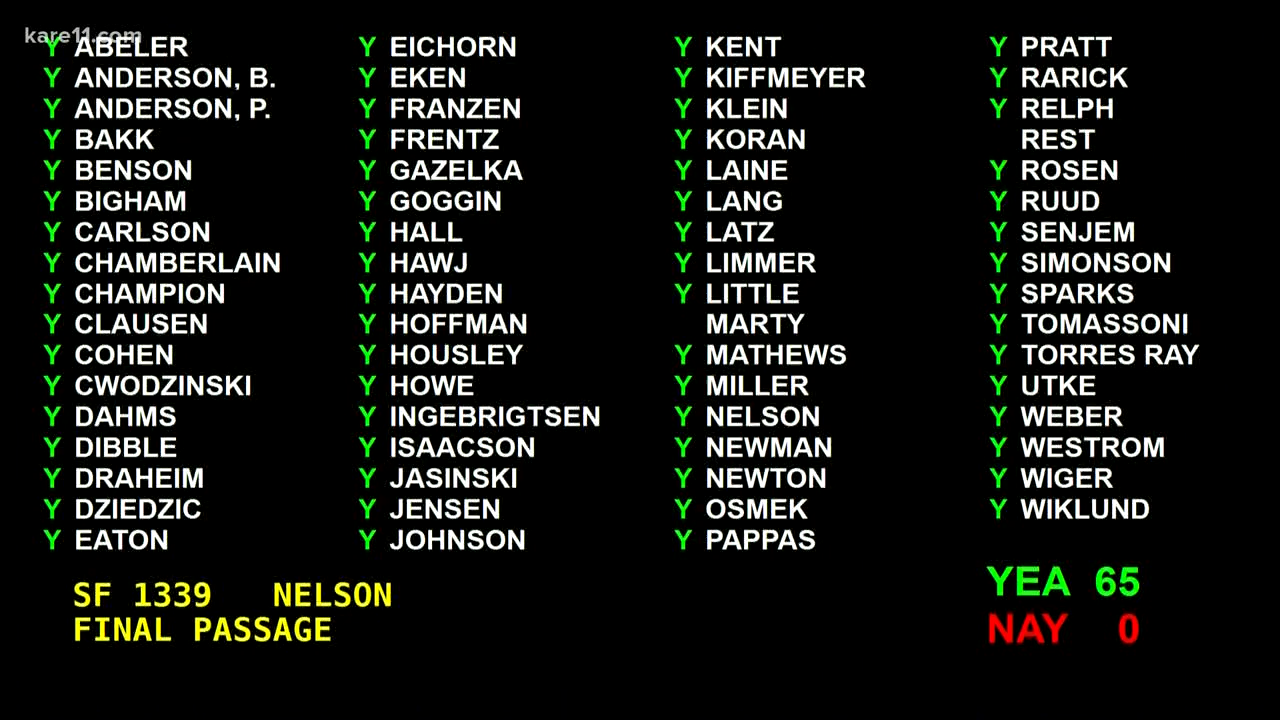 kare11.com
Y ABELER Y EICHORN Y KENT Y PRATT
Y ANDERSON, B. Y EKEN Y KIFFMEYER Y RARICK
Y ANDERSON, P. Y FRANZEN Y KLEIN Y RELPH
Y BAKK Y FRENTZ Y KORAN REST
Y BENSON Y GAZELKA Y LAINE Y ROSEN
Y BIGHAM Y GOGGIN Y LANG Y RUUD
Y CARLSON Y HALL Y LATZ Y SENJEM
Y CHAMBERLAIN Y HAWJ Y LIMMER Y SIMONSON
Y CHAMPION Y HAYDEN Y LITTLE Y SPARKS
Y CLAUSEN Y HOFFMAN MARTY Y TOMASSONI
Y COHEN Y HOUSLEY Y MATHEWS Y TORRES RAY
Y CWODZINSKI Y HOWE Y MILLER Y UTKE
Y DAHMS Y INGEBRIGTSEN Y NELSON Y WEBER
Y DIBBLE Y ISAACSON Y NEWMAN Y WESTROM
Y DRAHEIM Y JASINSKI Y NEWTON Y WIGER
Y DZIEDZIC Y JENSEN Y OSMEK Y WIKLUND
Y EATON Y JOHNSON Y PAPPAS
SF 1339 NELSON
FINAL PASSAGE
YEA 65
NAY 0